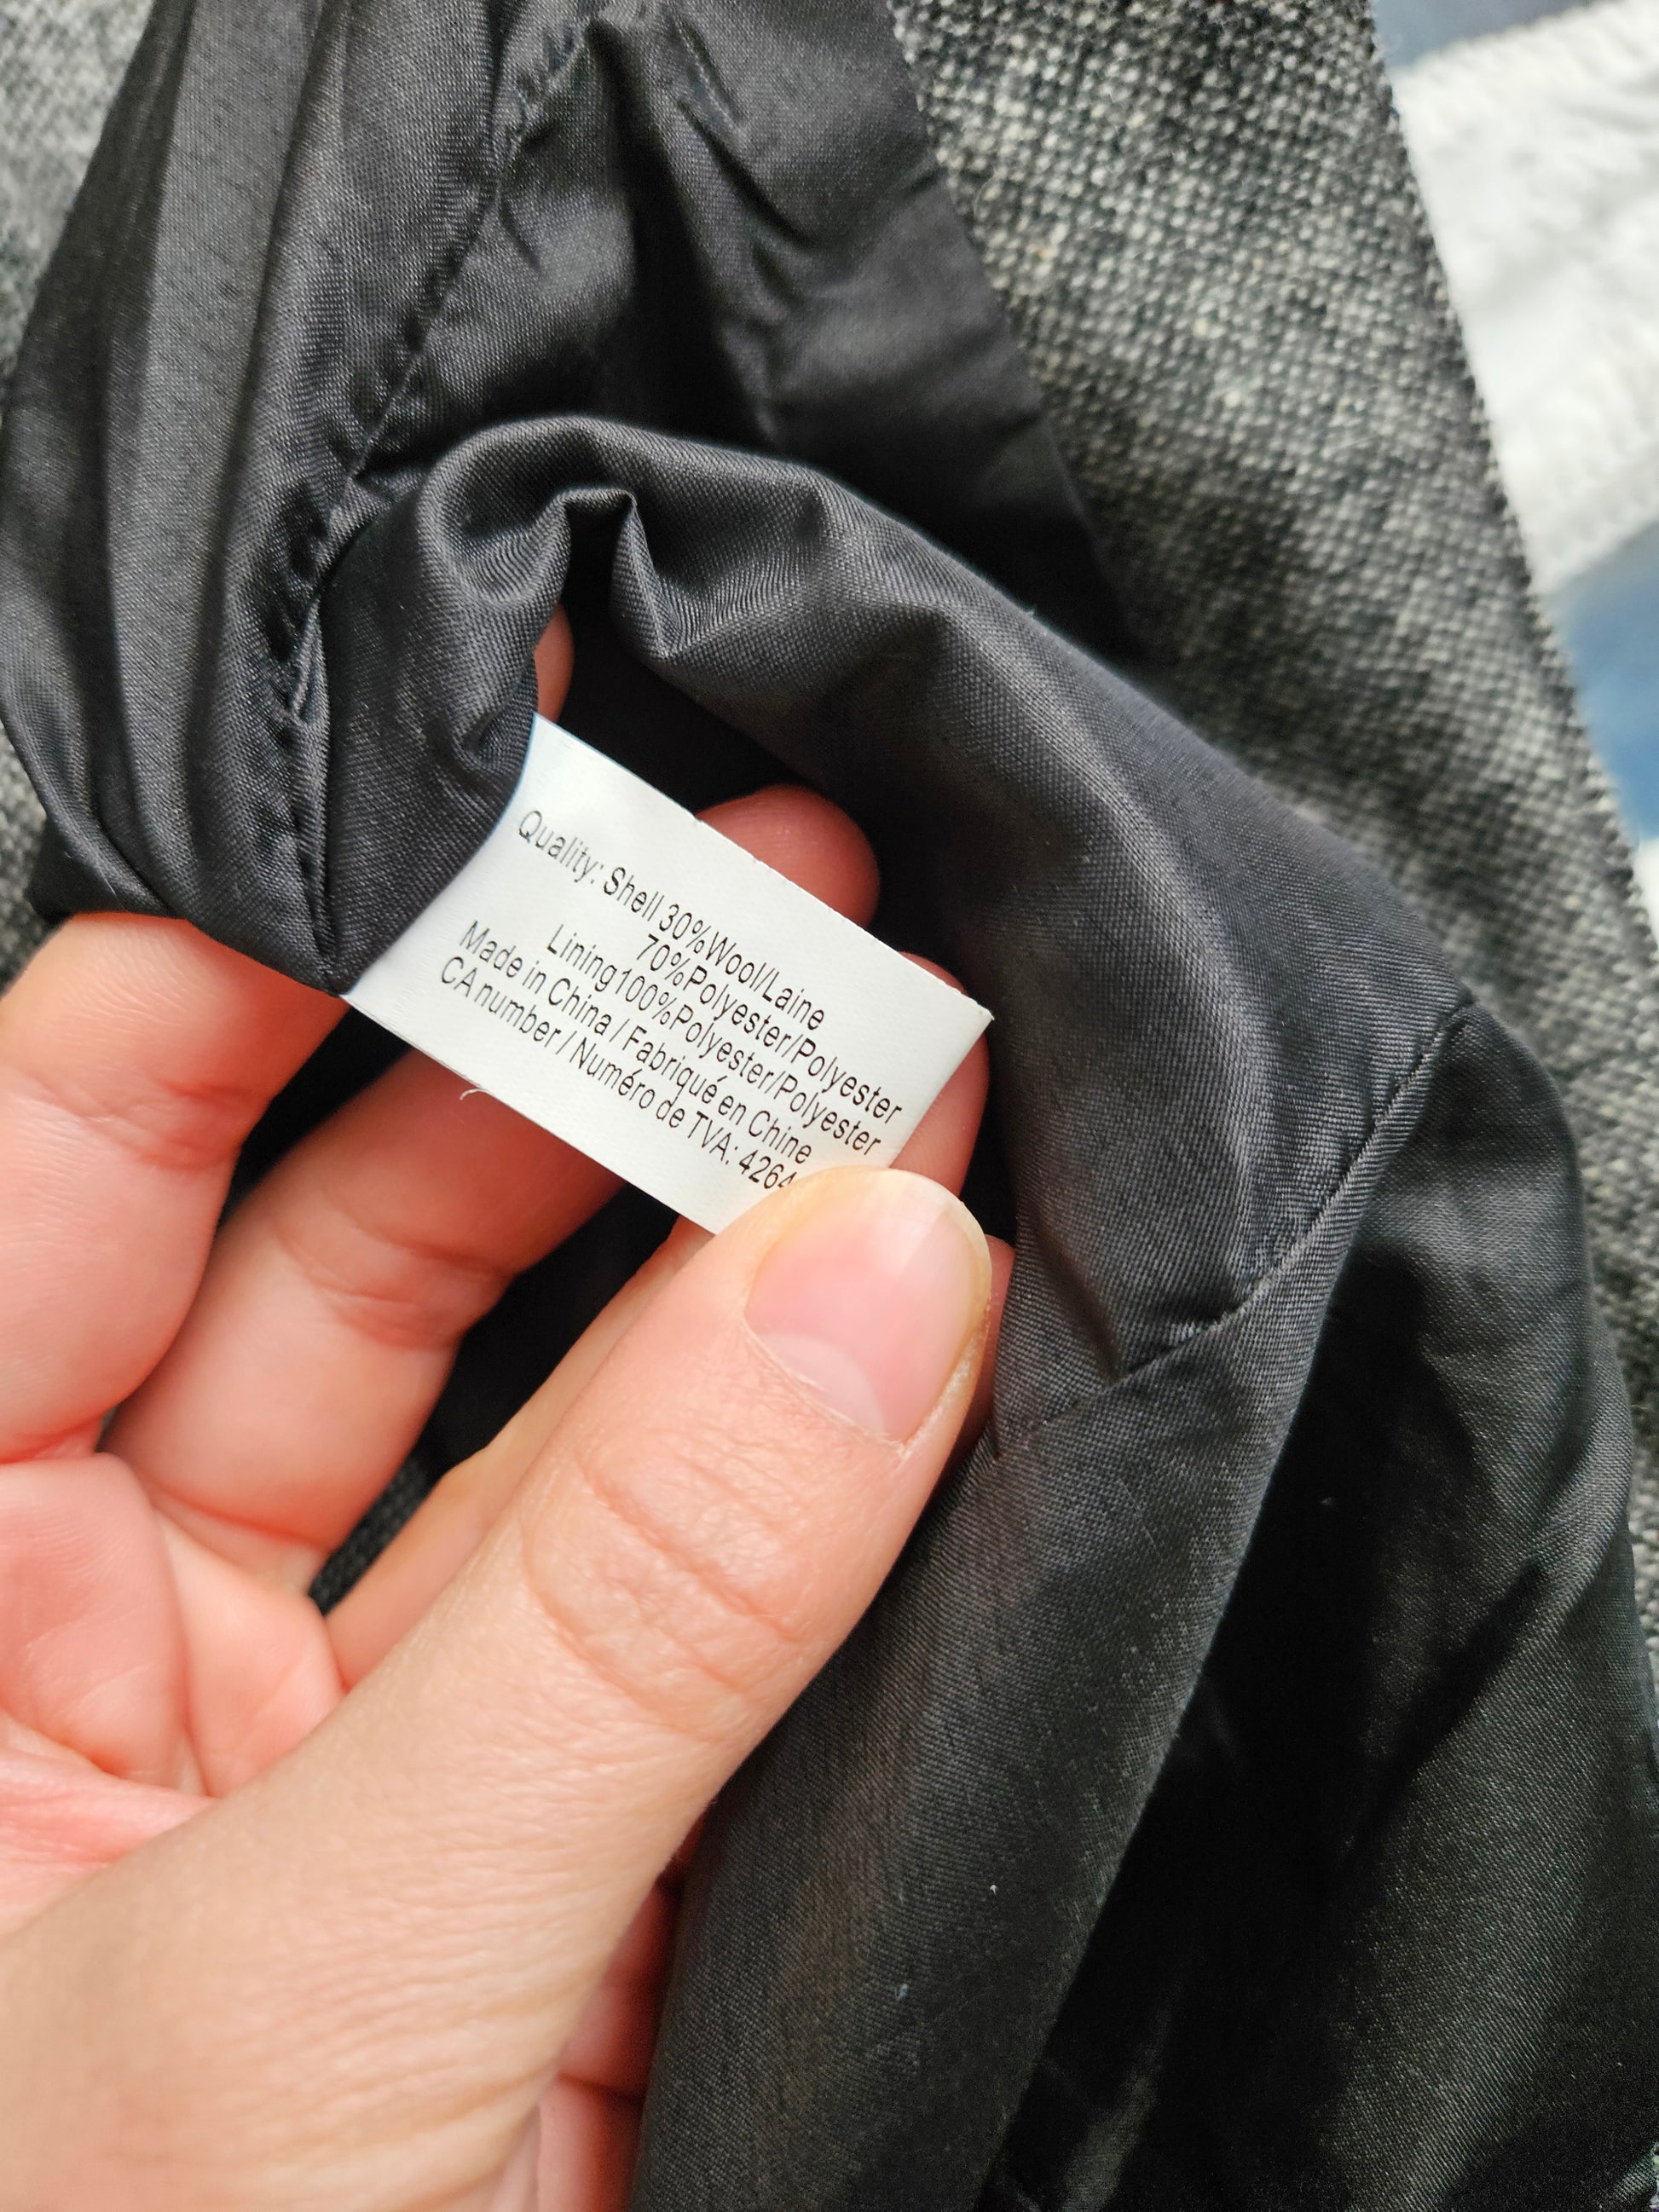 Quality: Shell 30%Wool/Laine
70%Polyester/Polyester
Lining100%Polyester/Polyester
Made in China / Fabriqué en Chine
CA number / Numéro de TVA: 4264